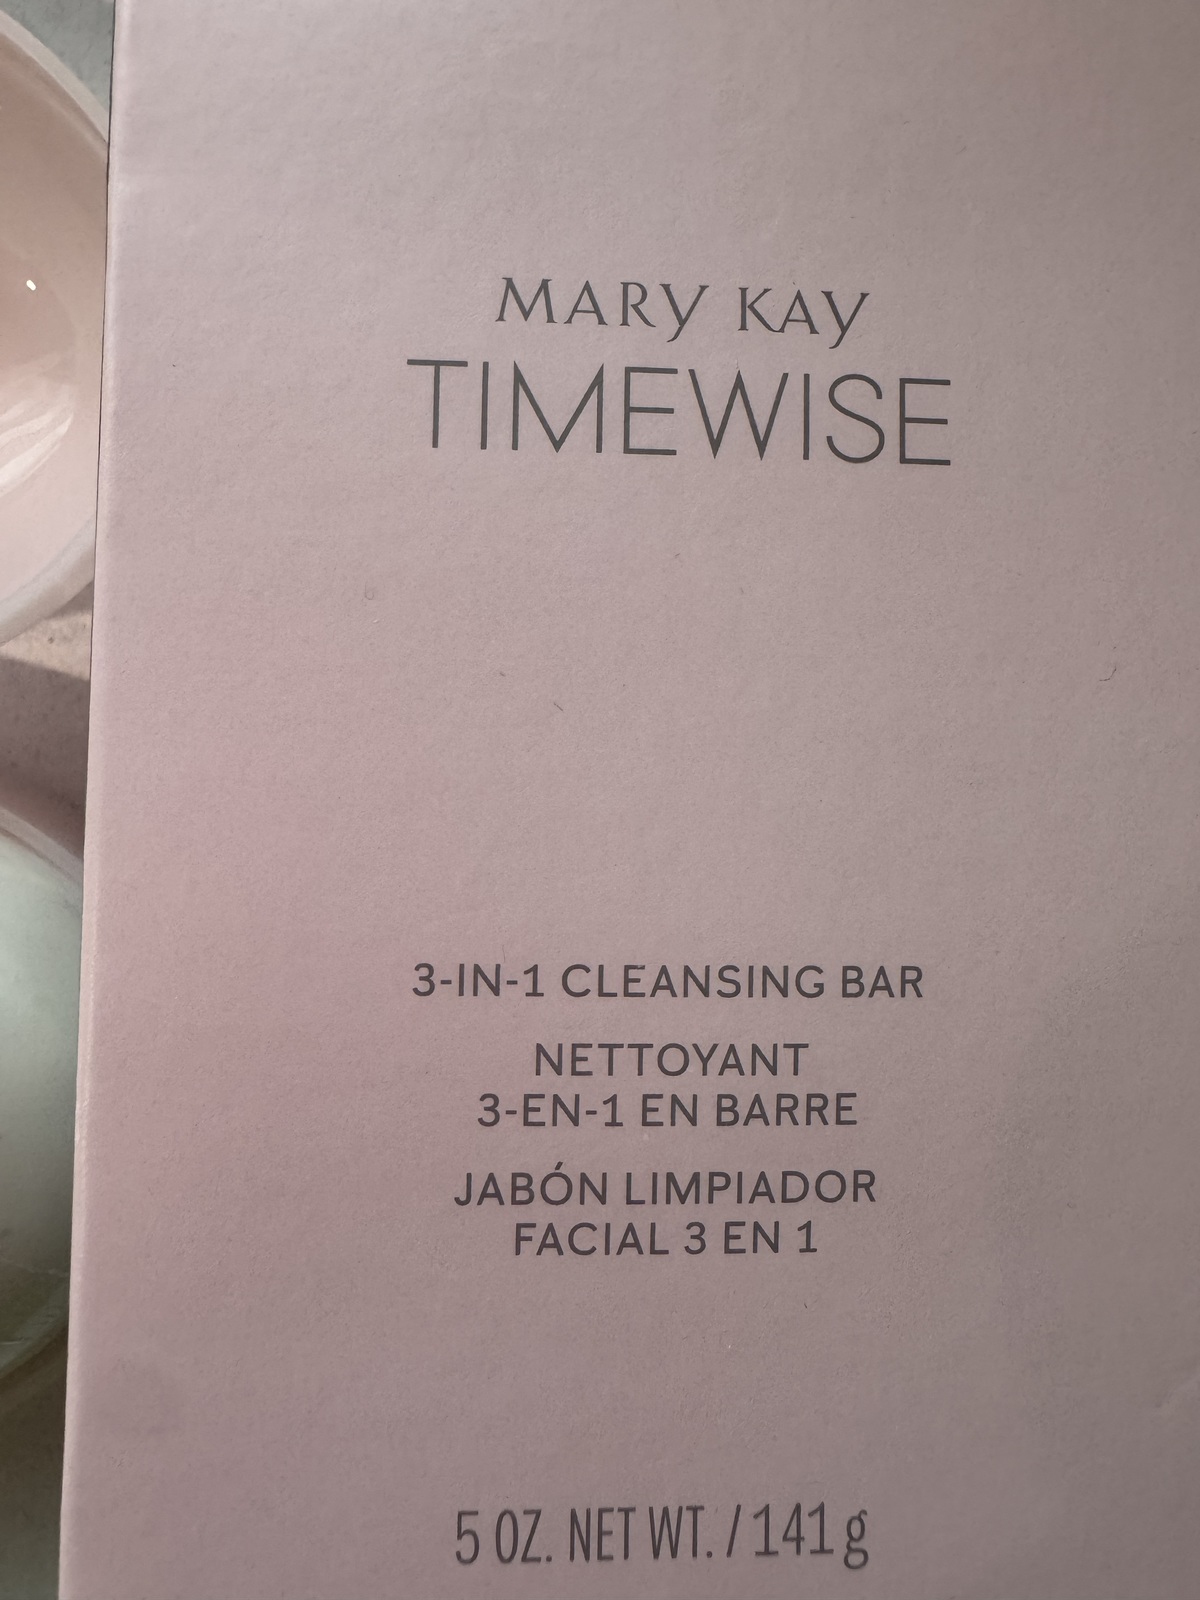 MARY KAY
TIMEWISE
3-IN-1 CLEANSING BAR
NETTOYANT
3-EN-1 EN BARRE
JABÓN LIMPIADOR
FACIAL 3 EN 1
5 OZ. NET WT. / 141 g